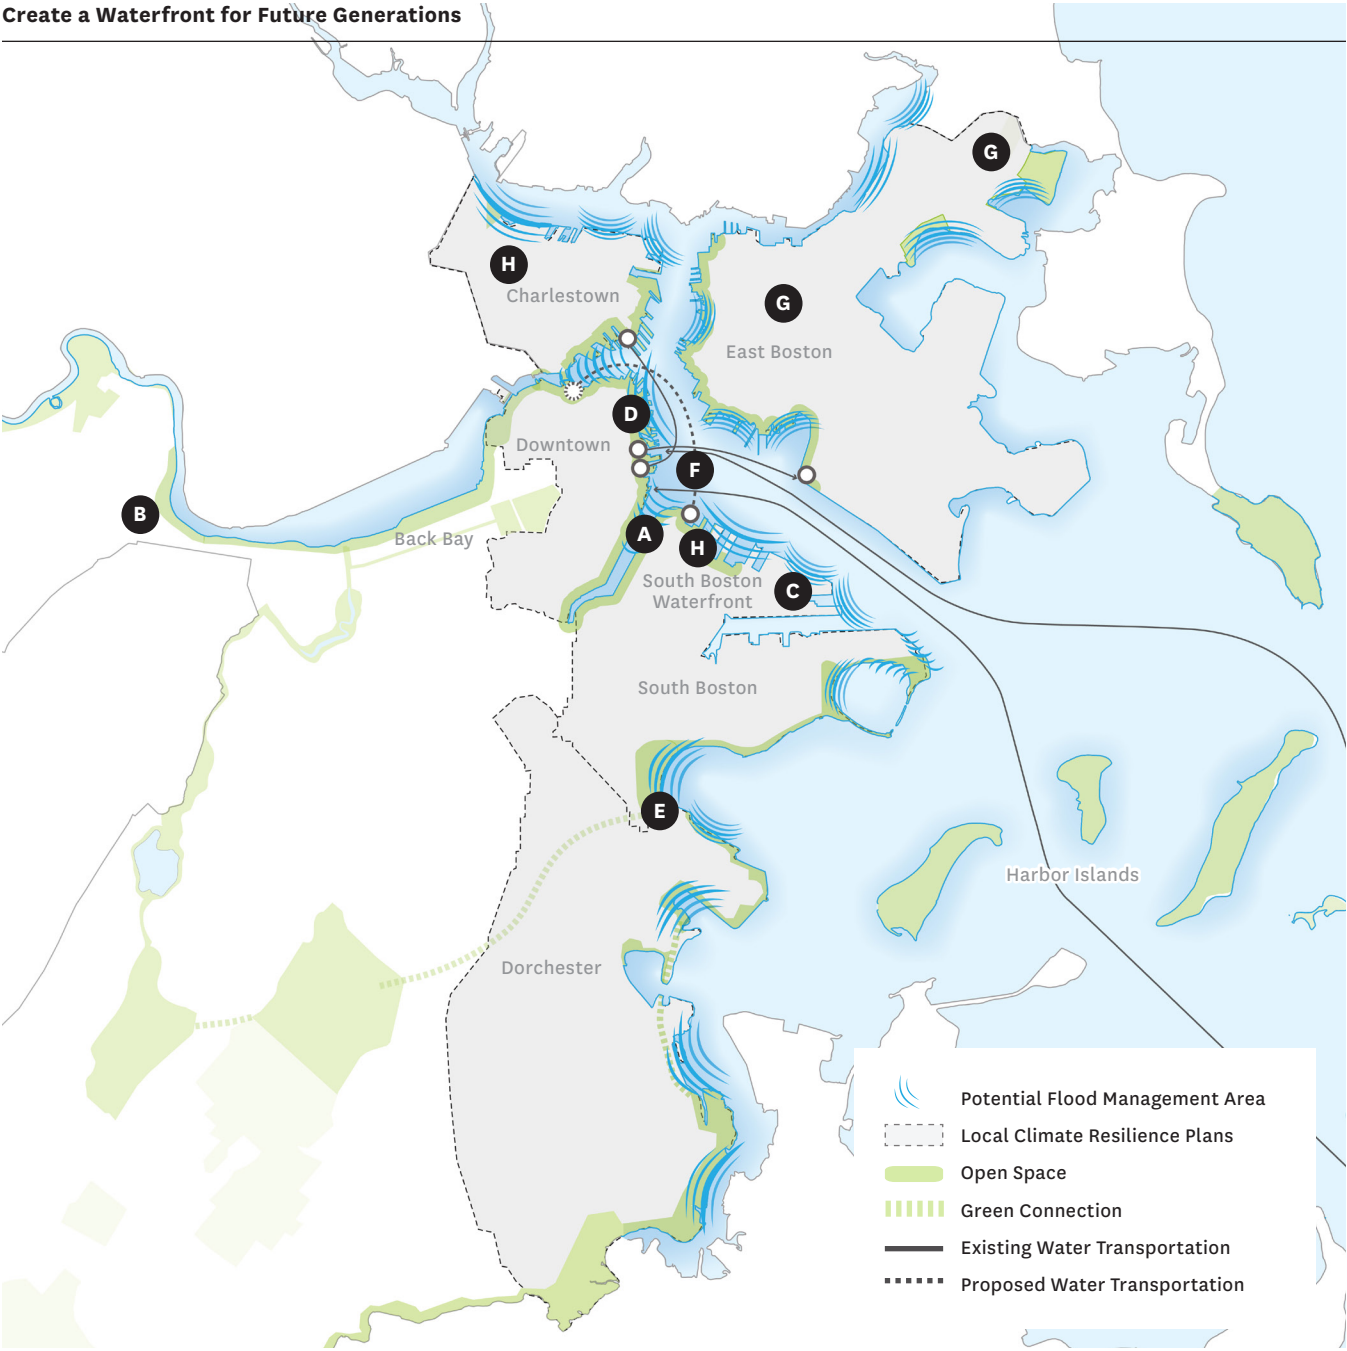 Create a Waterfront for Future Generations
G
H
Charlestown
G
East Boston
D
Downtown
F
B
Back Bay
A
H
South Boston
Waterfront
C
South Boston
E
Harbor Islands
Dorchester
Potential Flood Management Area
Local Climate Resilience Plans
Open Space
Green Connection
Existing Water Transportation
Proposed Water Transportation